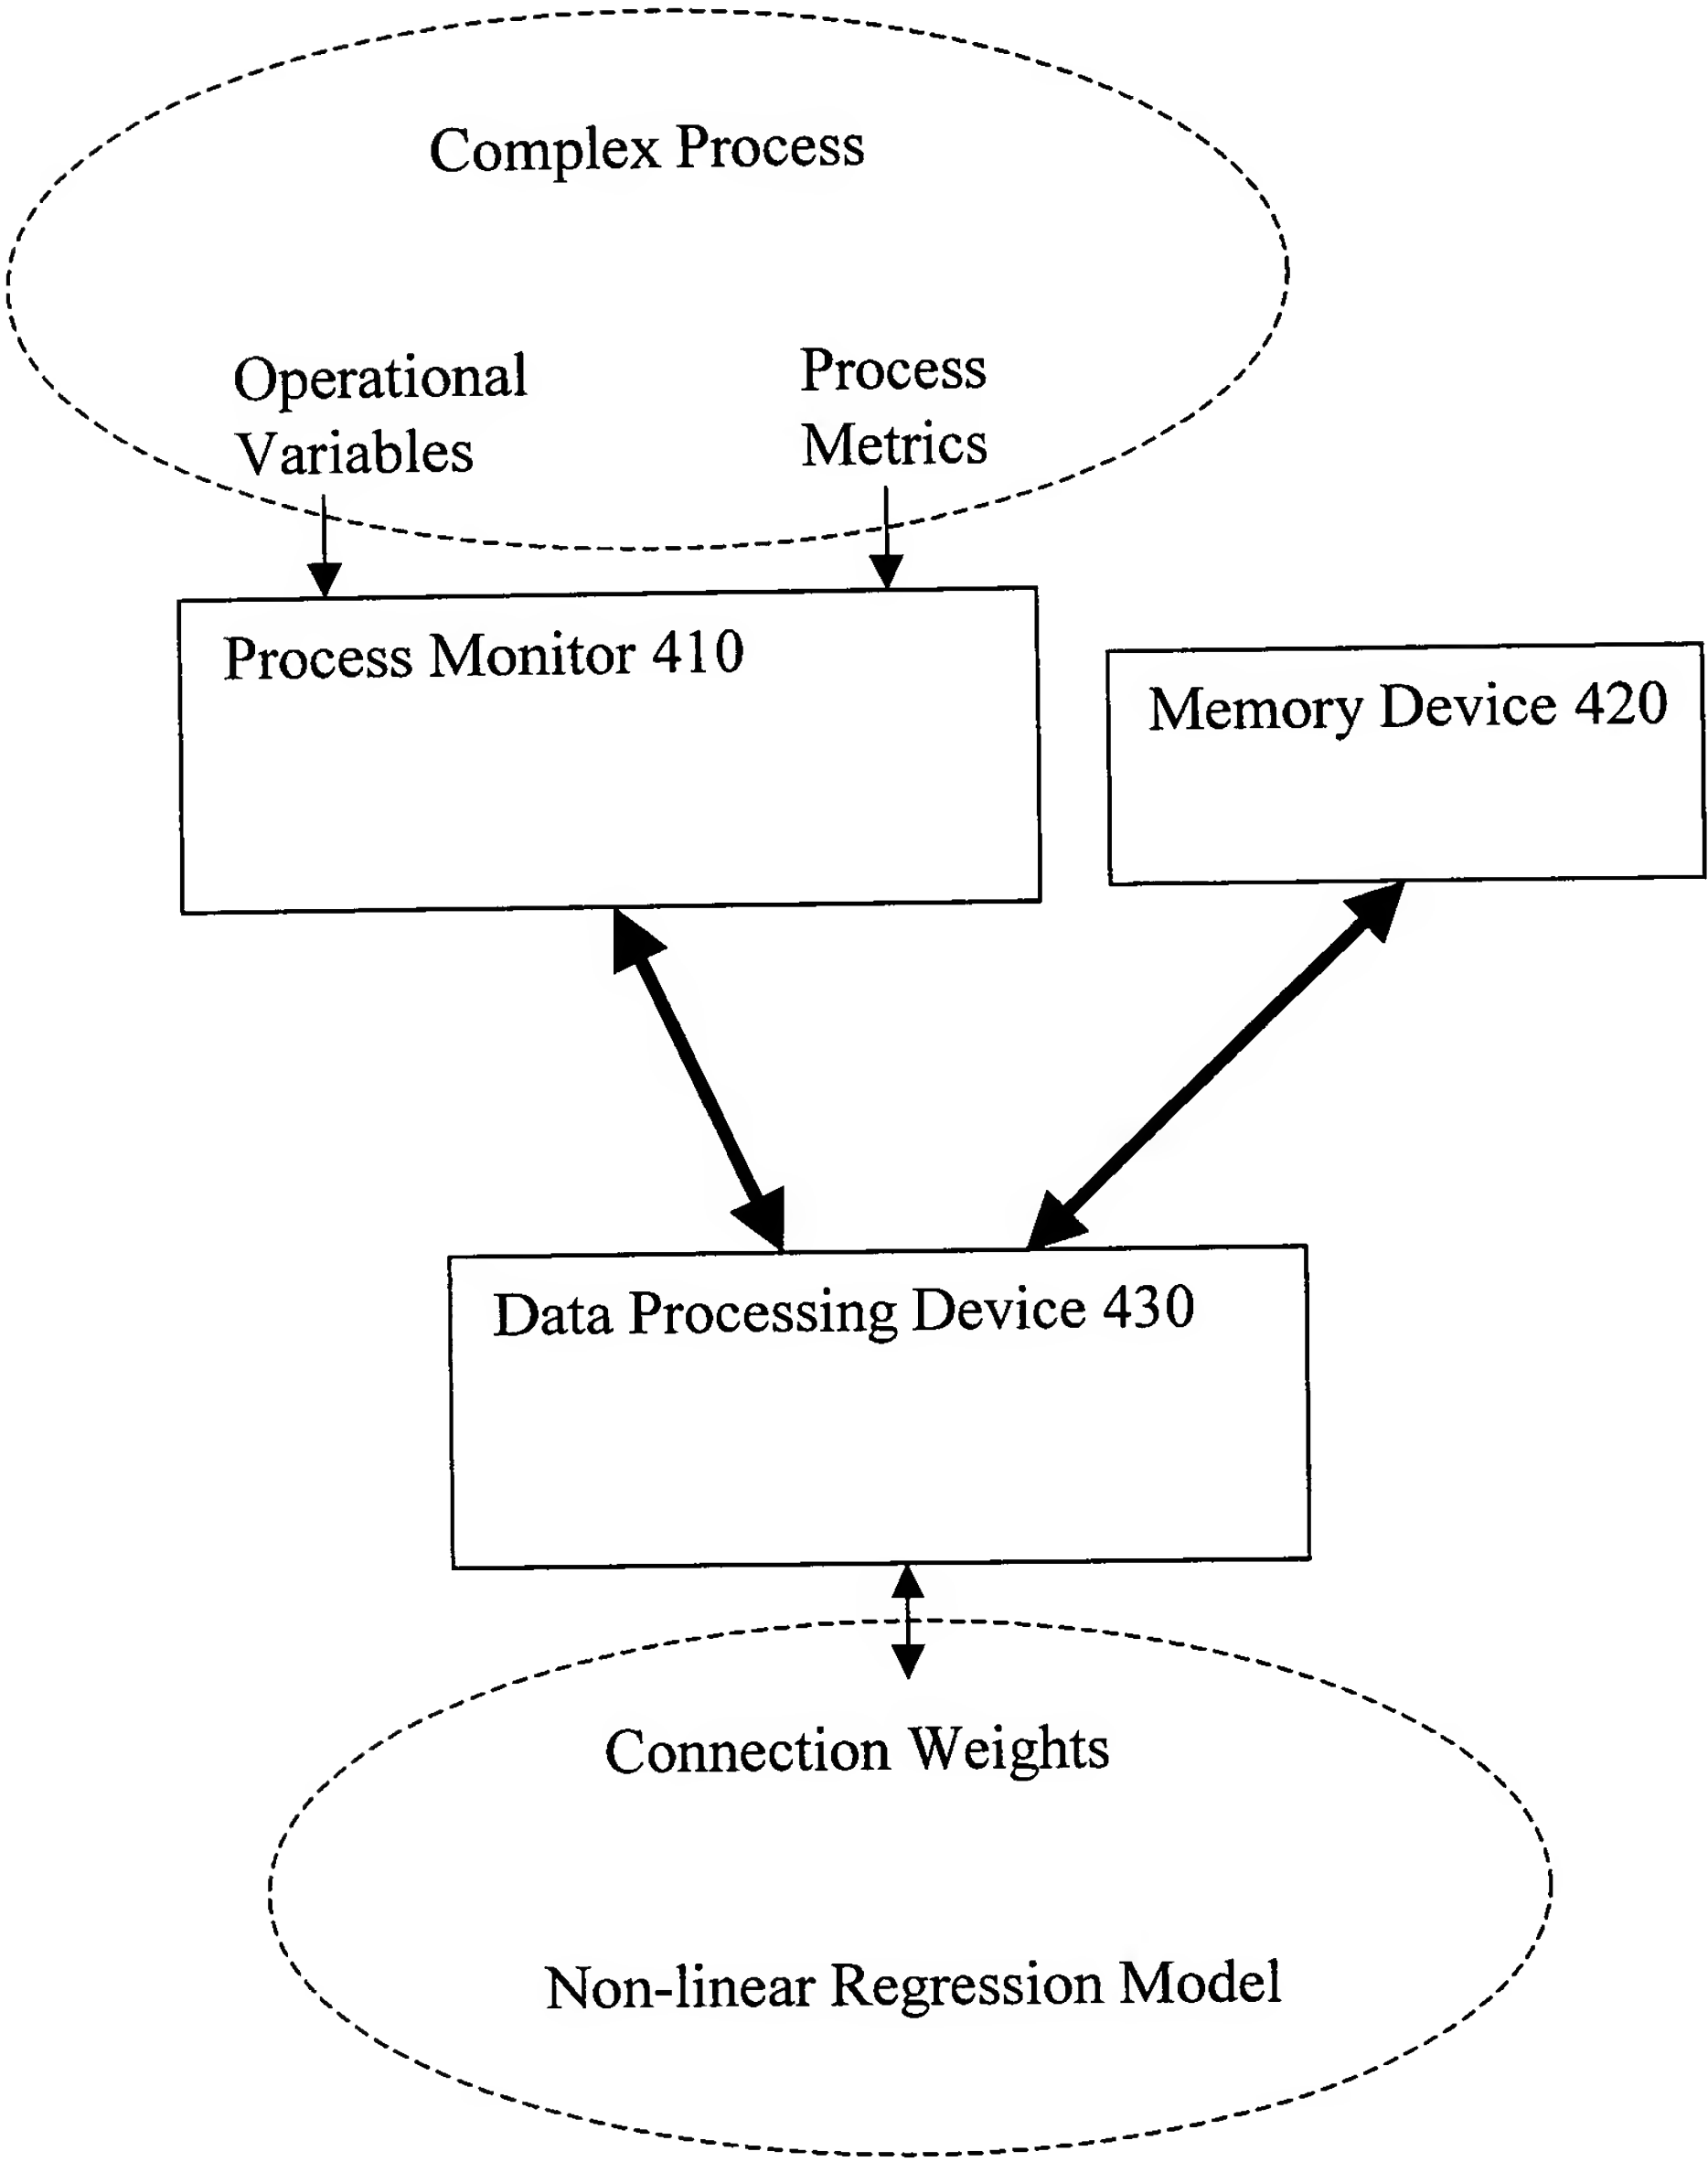 Complex Process
Operational
Variables
Process
Metrics
Process Monitor 410
Memory Device 420
Data Processing Device 430
Connection Weights
Non-linear Regression Model